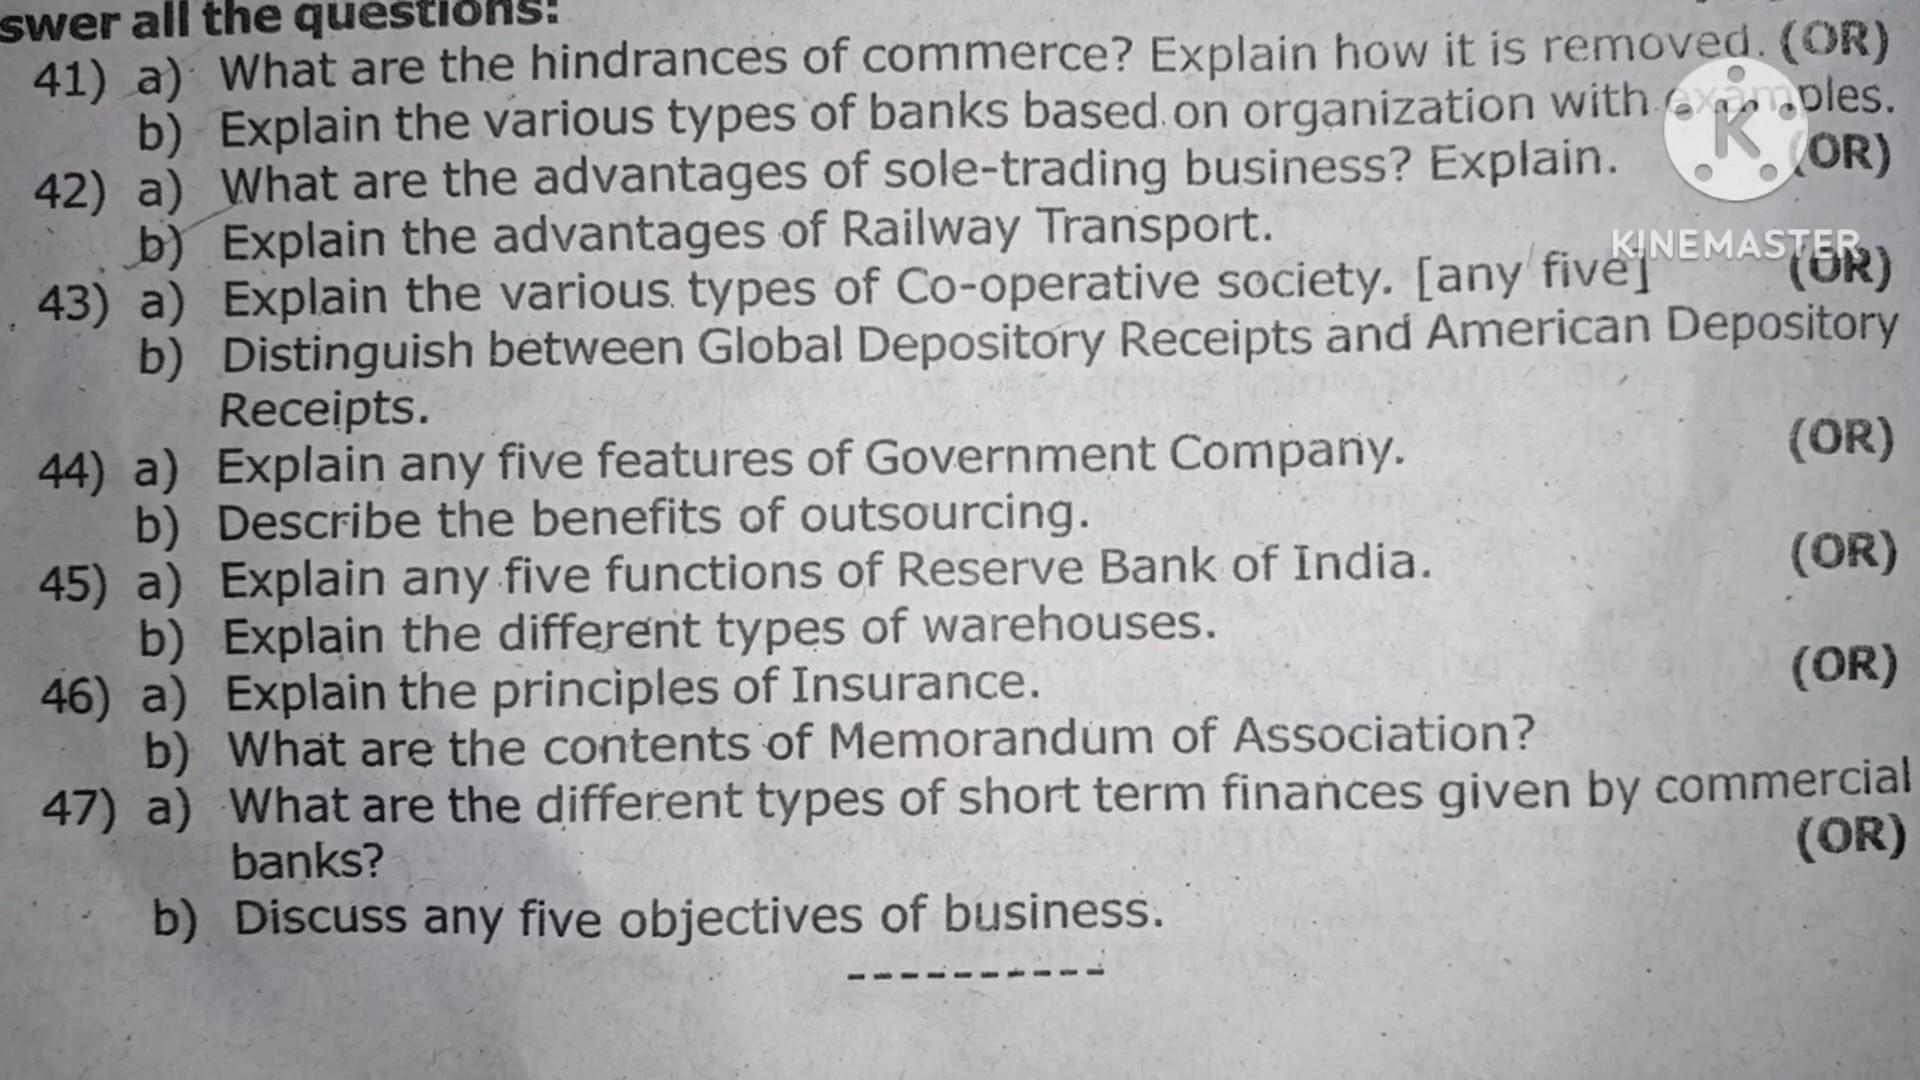 swer all the questions:
41) a) What are the hindrances of commerce? Explain how it is removed. (OR)
b) Explain the various types of banks based on organization with examples.
42) a) What are the advantages of sole-trading business? Explain. (OR)
b) Explain the advantages of Railway Transport.
KINEMASTER
43) a) Explain the various types of Co-operative society. [any five] (OR)
b) Distinguish between Global Depository Receipts and American Depository
Receipts.
44) a) Explain any five features of Government Company. (OR)
b) Describe the benefits of outsourcing.
45) a) Explain any five functions of Reserve Bank of India. (OR)
b) Explain the different types of warehouses.
46) a) Explain the principles of Insurance. (OR)
b) What are the contents of Memorandum of Association?
47) a) What are the different types of short term finances given by commercial
banks? (OR)
b) Discuss any five objectives of business.
----------
K